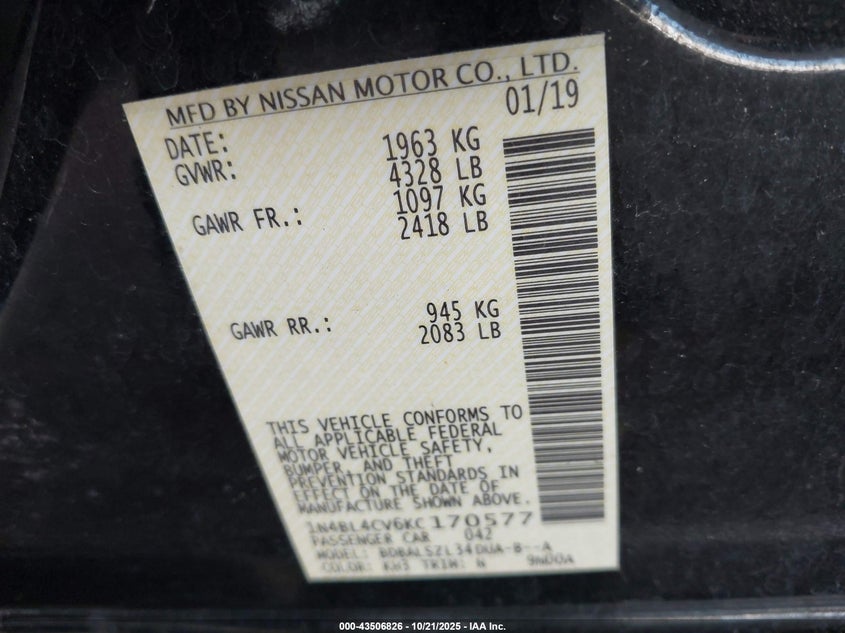 MFD BY NISSAN MOTOR CO., LTD.
DATE: 01/19
GVWR: 1963 KG
4328 LB
GAWR FR.: 1097 KG
2418 LB
GAWR RR.: 945 KG
2083 LB
THIS VEHICLE CONFORMS TO
ALL APPLICABLE FEDERAL
MOTOR VEHICLE SAFETY,
BUMPER, AND THEFT
PREVENTION STANDARDS IN
EFFECT ON THE DATE OF
MANUFACTURE SHOWN ABOVE.
1N4BL4CV6KC170577
PASSENGER CAR 042
MODEL:
COLOR: KH3 TRIM:
000-43506826 - 10/21/2025 - IAA Inc.